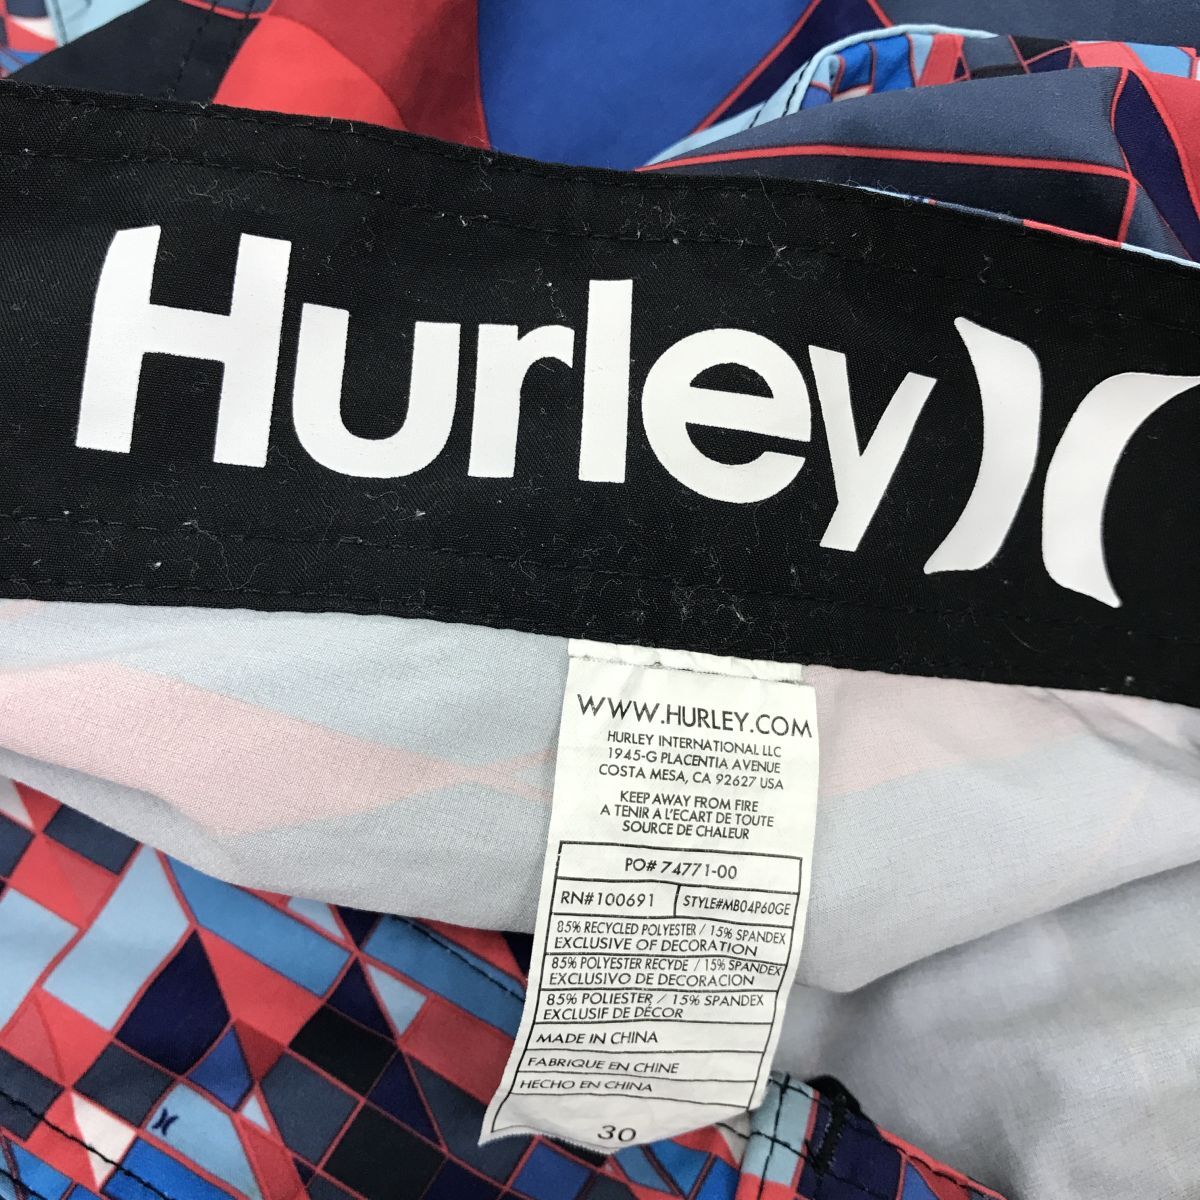 Hurley
WWW.HURLEY.COM
HURLEY INTERNATIONAL LLC
1945-G PLACENTIA AVENUE
COSTA MESA, CA 92627 USA
KEEP AWAY FROM FIRE
A TENIR A L'ECART DE TOUTE
SOURCE DE CHALEUR
PO# 74771-00
RN#100691 STYLE#MB04P60GE
85% RECYCLED POLYESTER / 15% SPANDEX
EXCLUSIVE OF DECORATION
85% POLYESTER RECYDE / 15% SPANDEX
EXCLUSIVO DE DECORACION
85% POLIESTER / 15% SPANDEX
EXCLUSIF DE DÉCOR
MADE IN CHINA
FABRIQUE EN CHINE
HECHO EN CHINA
30